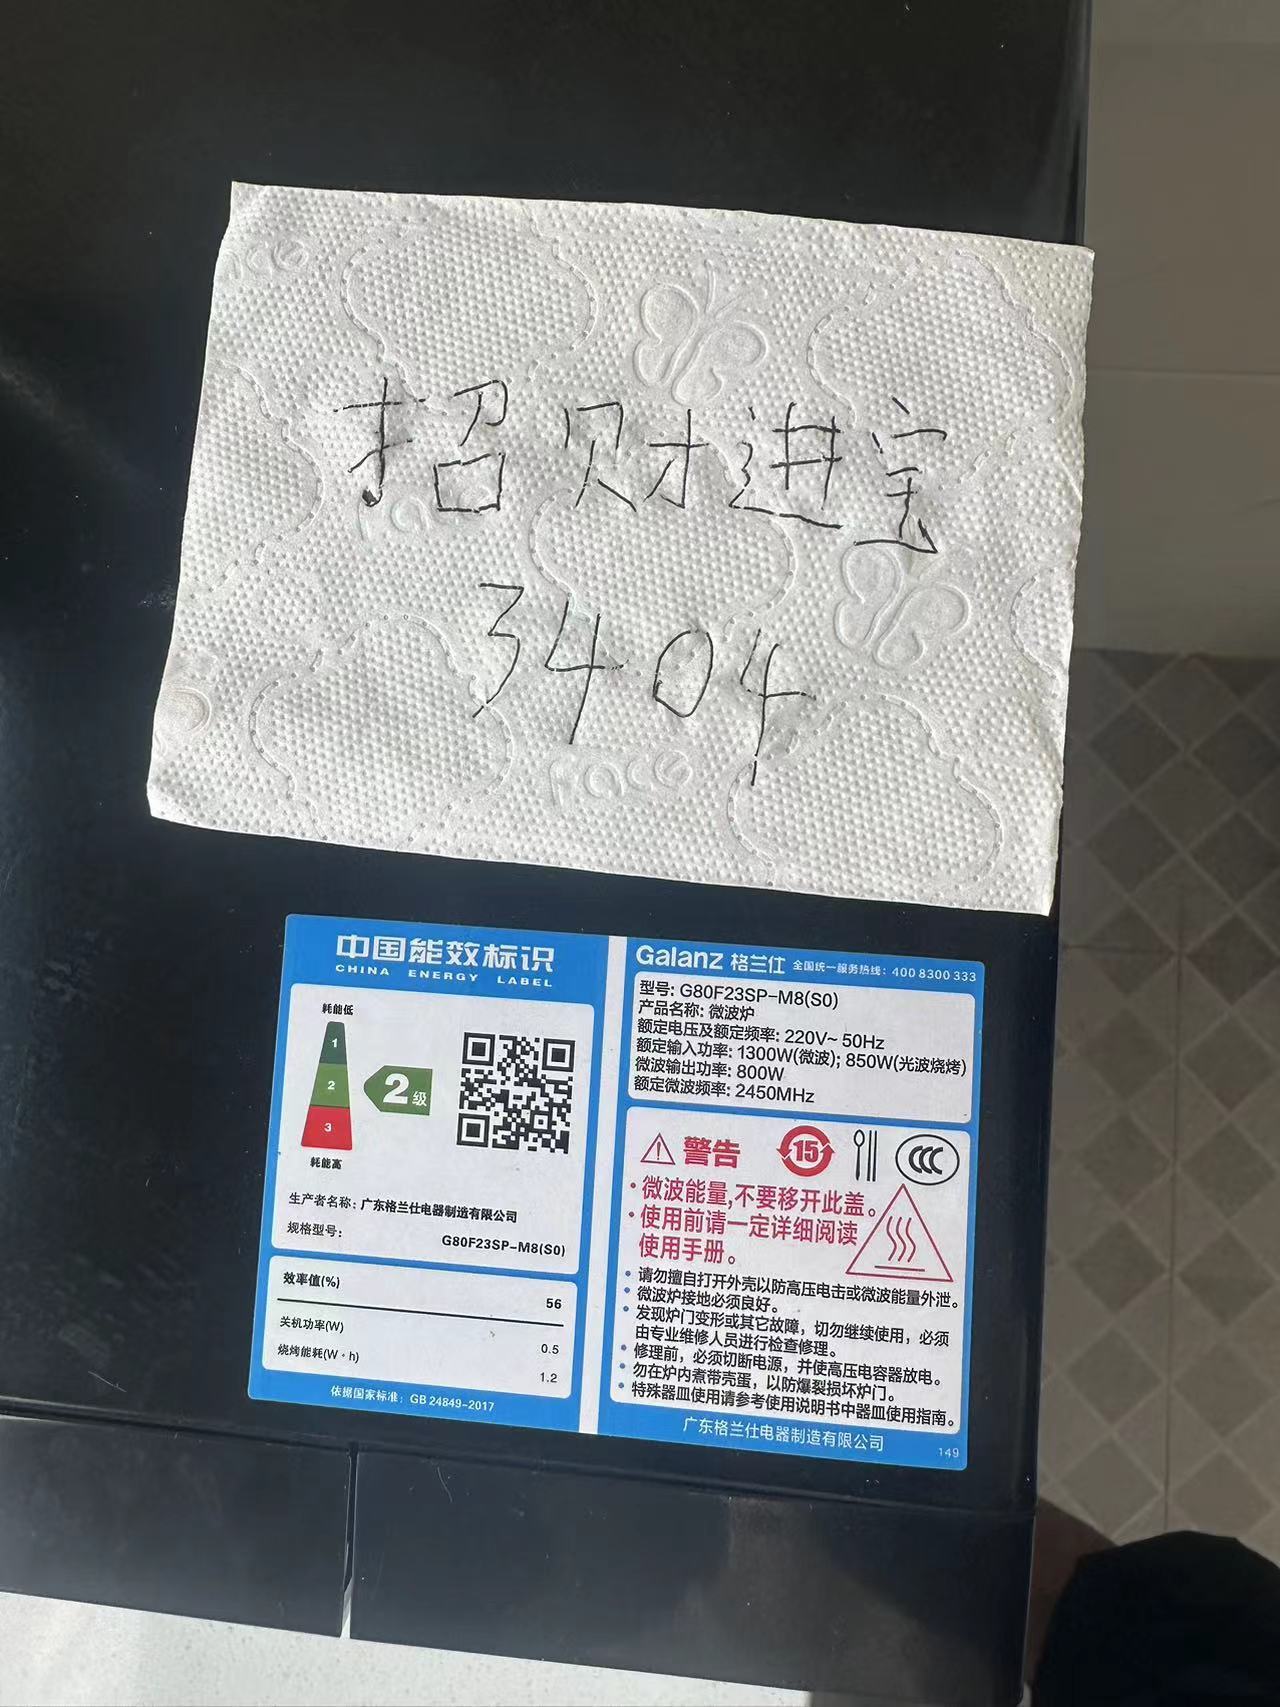 招财进宝
3404
raca
中国能效标识
CHINA ENERGY LABEL
耗能低
1
2
3
2级
耗能高
生产者名称: 广东格兰仕电器制造有限公司
规格型号: G80F23SP-M8(S0)
效率值(%) 56
关机功率(W) 0.5
烧烤能耗(W·h) 1.2
依据国家标准: GB 24849-2017
Galanz 格兰仕 全国统一服务热线: 400 8300 333
型号: G80F23SP-M8(S0)
产品名称: 微波炉
额定电压及额定频率: 220V~ 50Hz
额定输入功率: 1300W(微波); 850W(光波烧烤)
微波输出功率: 800W
额定微波频率: 2450MHz
警告
15
CCC
·微波能量,不要移开此盖。
·使用前请一定详细阅读
使用手册。
·请勿擅自打开外壳以防高压电击或微波能量外泄。
·微波炉接地必须良好。
·发现炉门变形或其它故障，切勿继续使用，必须
由专业维修人员进行检查修理。
·修理前，必须切断电源，并使高压电容器放电。
·勿在炉内煮带壳蛋，以防爆裂损坏炉门。
·特殊器皿使用请参考使用说明书中器皿使用指南。
广东格兰仕电器制造有限公司
149